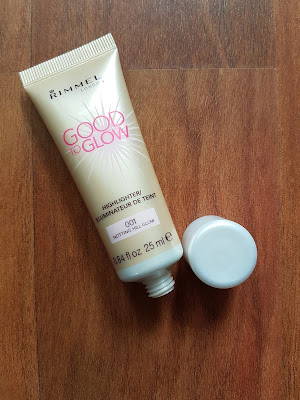 RIMMEL
LONDON
GOOD
TO GLOW
HIGHLIGHTER/
ILLUMINATEUR DE TEINT
001
NOTTING HILL GLOW
0.84 fl oz 25 ml e